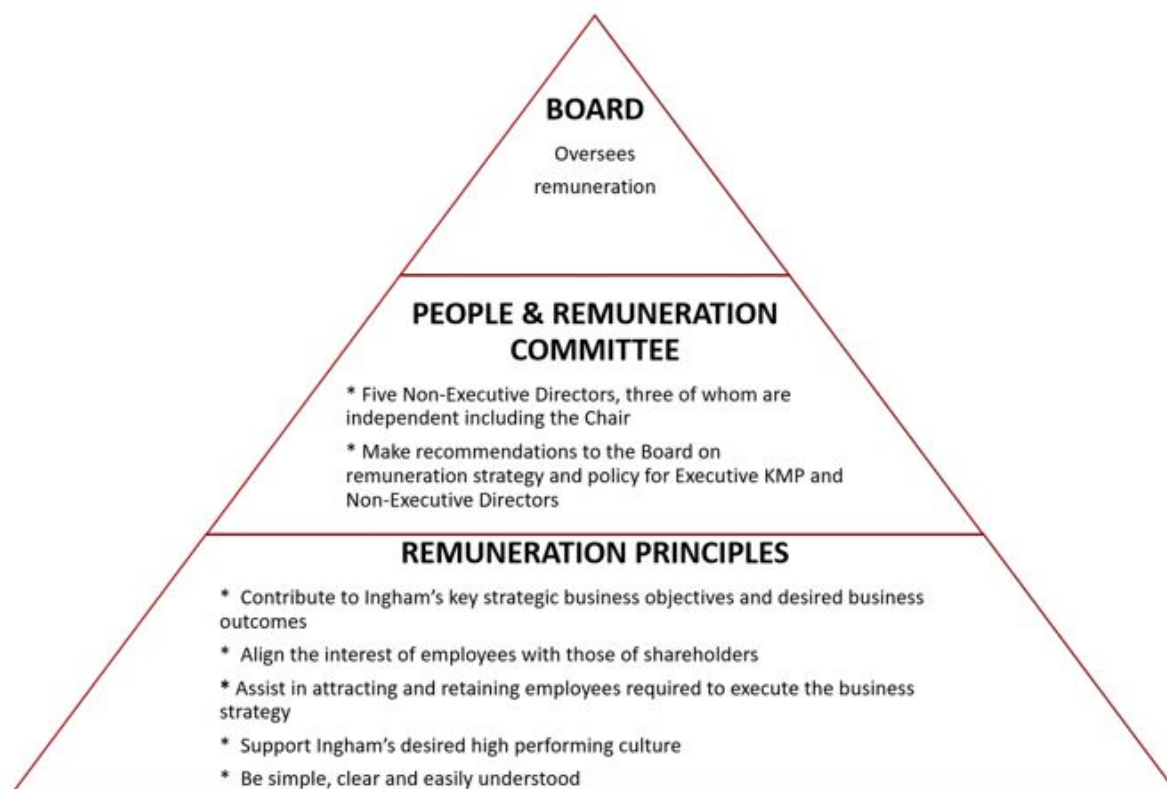 BOARD
Oversees
remuneration
PEOPLE & REMUNERATION
COMMITTEE
* Five Non-Executive Directors, three of whom are
independent including the Chair
* Make recommendations to the Board on
remuneration strategy and policy for Executive KMP and
Non-Executive Directors
REMUNERATION PRINCIPLES
* Contribute to Ingham’s key strategic business objectives and desired business
outcomes
* Align the interest of employees with those of shareholders
* Assist in attracting and retaining employees required to execute the business
strategy
* Support Ingham’s desired high performing culture
* Be simple, clear and easily understood